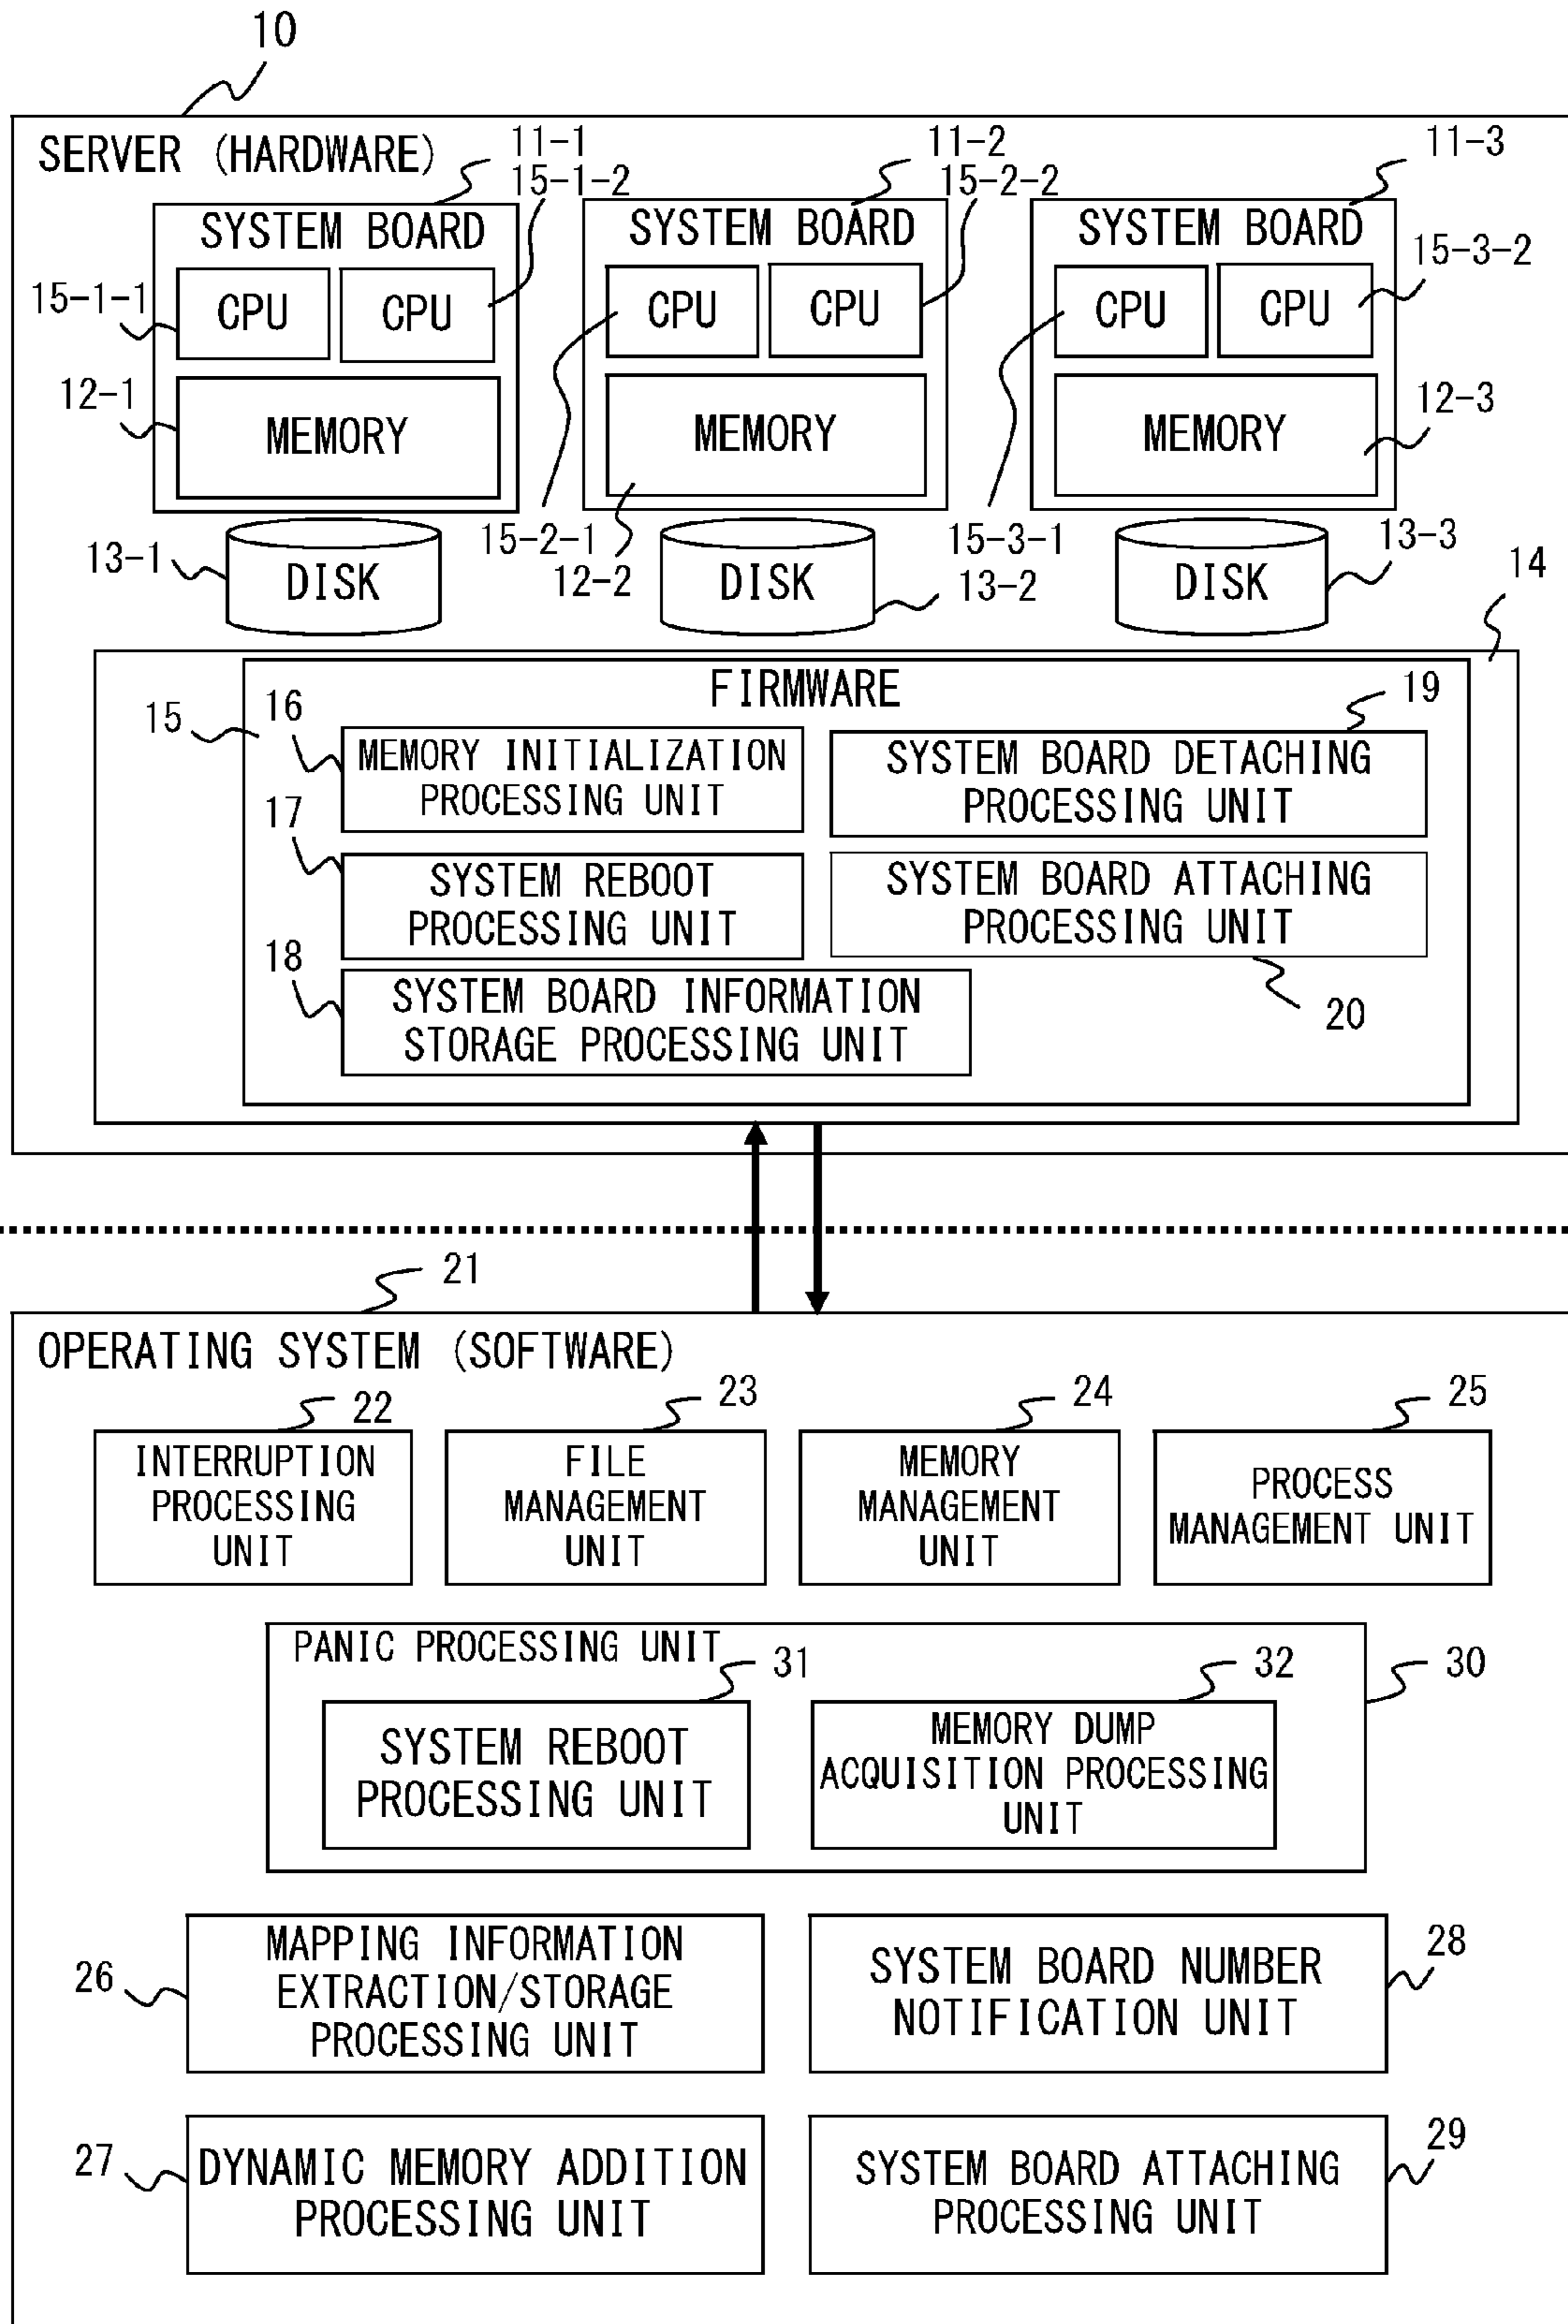 10
SERVER (HARDWARE)
11-1
11-2
11-3
15-1-2
15-2-2
SYSTEM BOARD
SYSTEM BOARD
SYSTEM BOARD
15-3-2
15-1-1
CPU
CPU
CPU
CPU
CPU
CPU
12-1
12-3
MEMORY
MEMORY
MEMORY
15-2-1
15-3-1
13-3
13-1
12-2
13-2
14
DISK
DISK
DISK
FIRMWARE
15
16
19
MEMORY INITIALIZATION
PROCESSING UNIT
SYSTEM BOARD DETACHING
PROCESSING UNIT
17
SYSTEM REBOOT
PROCESSING UNIT
SYSTEM BOARD ATTACHING
PROCESSING UNIT
18
20
SYSTEM BOARD INFORMATION
STORAGE PROCESSING UNIT
21
OPERATING SYSTEM (SOFTWARE)
22
23
24
25
INTERRUPTION
PROCESSING
UNIT
FILE
MANAGEMENT
UNIT
MEMORY
MANAGEMENT
UNIT
PROCESS
MANAGEMENT UNIT
PANIC PROCESSING UNIT
31
32
30
SYSTEM REBOOT
PROCESSING UNIT
MEMORY DUMP
ACQUISITION PROCESSING
UNIT
26
MAPPING INFORMATION
EXTRACTION/STORAGE
PROCESSING UNIT
SYSTEM BOARD NUMBER
NOTIFICATION UNIT
28
27
DYNAMIC MEMORY ADDITION
PROCESSING UNIT
SYSTEM BOARD ATTACHING
PROCESSING UNIT
29